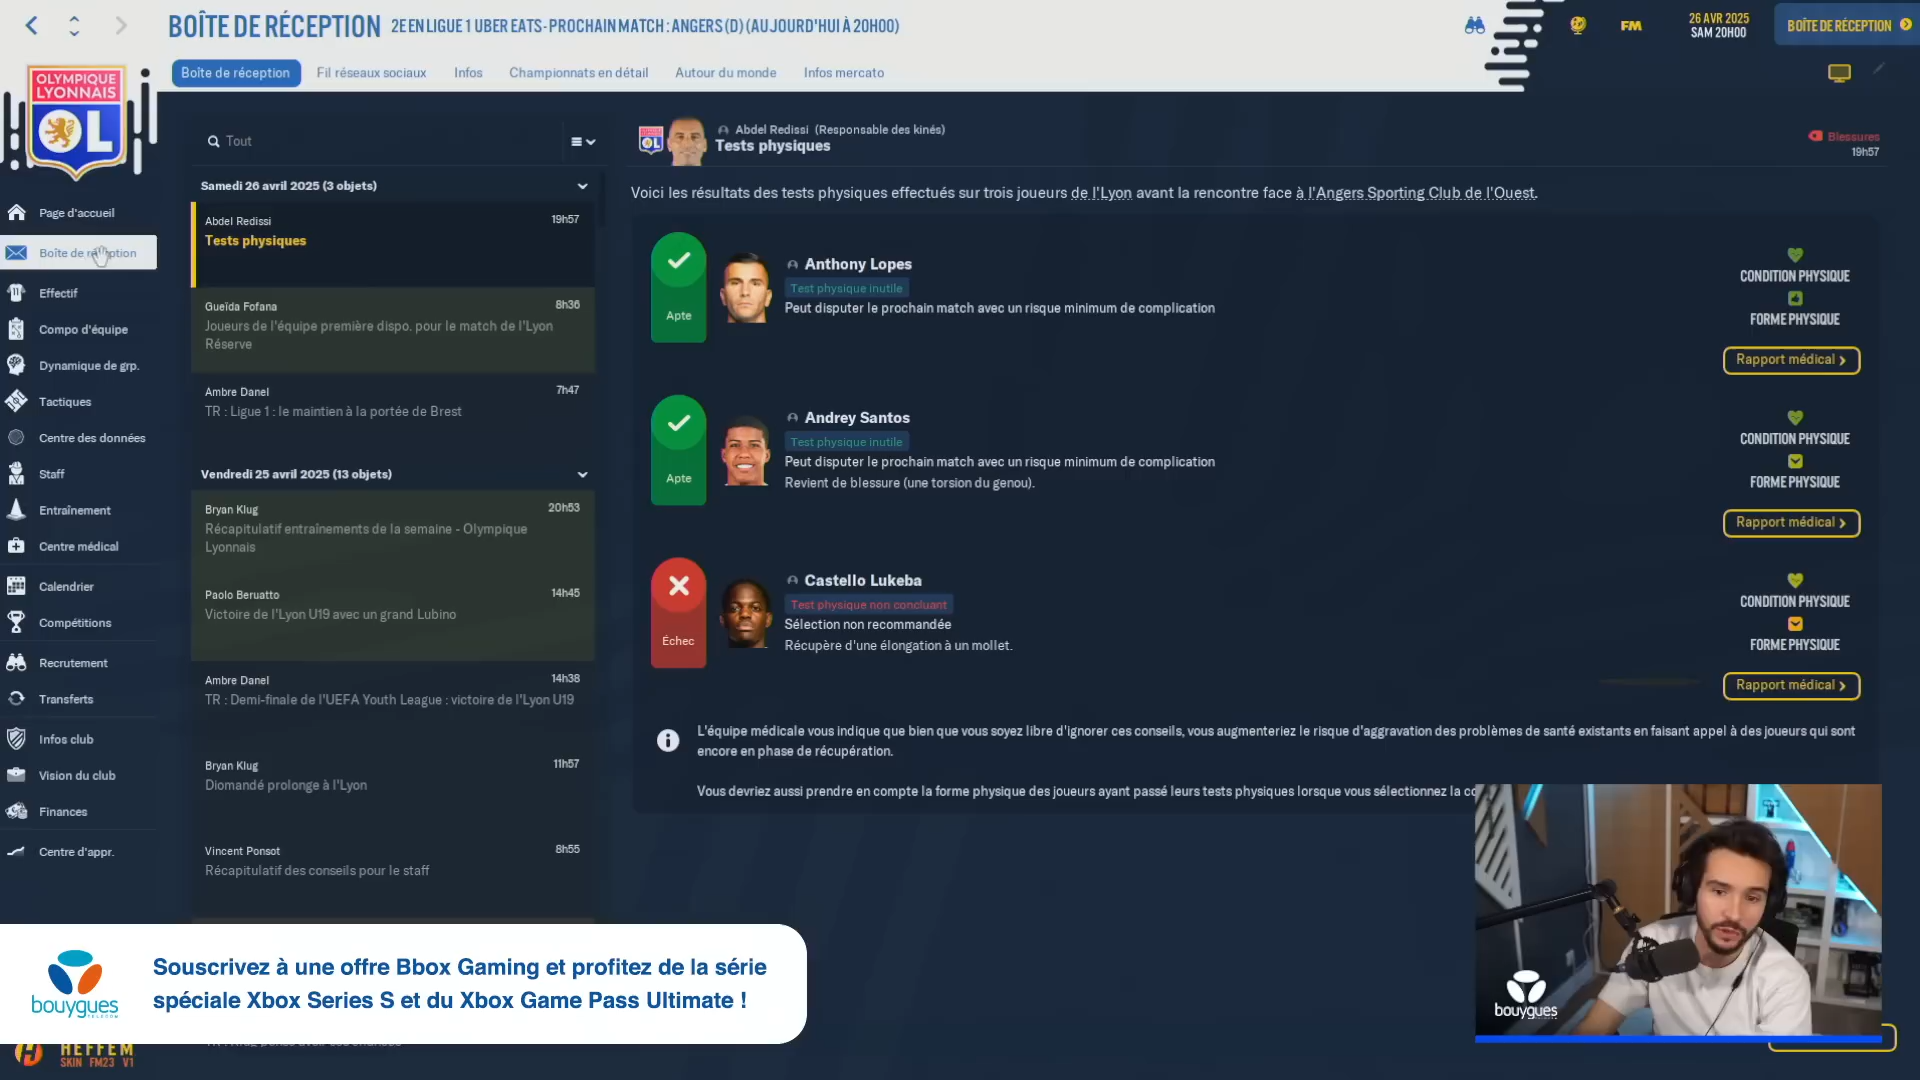 BOÎTE DE RÉCEPTION
2E EN LIGUE 1 UBER EATS - PROCHAIN MATCH : ANGERS (D) (AUJOURD'HUI À 20H00)
FM
26 AVR 2025
SAM 20H00
BOÎTE DE RÉCEPTION
Boîte de réception
Fil réseaux sociaux
Infos
Championnats en détail
Autour du monde
Infos mercato
OLYMPIQUE
LYONNAIS
OL
Page d'accueil
Boîte de réception
Effectif
Compo d'équipe
Dynamique de grp.
Tactiques
Centre des données
Staff
Entraînement
Centre médical
Calendrier
Compétitions
Recrutement
Transferts
Infos club
Vision du club
Finances
Centre d'appr.
Tout
Samedi 26 avril 2025 (3 objets)
Abdel Redissi
19h57
Tests physiques
Gueïda Fofana
8h36
Joueurs de l'équipe première dispo. pour le match de l'Lyon
Réserve
Ambre Danel
7h47
TR : Ligue 1 : le maintien à la portée de Brest
Vendredi 25 avril 2025 (13 objets)
Bryan Klug
20h53
Récapitulatif entraînements de la semaine - Olympique
Lyonnais
Paolo Beruatto
14h45
Victoire de l'Lyon U19 avec un grand Lubino
Ambre Danel
14h38
TR : Demi-finale de l'UEFA Youth League : victoire de l'Lyon U19
Bryan Klug
11h57
Diomandé prolonge à l'Lyon
Vincent Ponsot
8h55
Récapitulatif des conseils pour le staff
Abdel Redissi (Responsable des kinés)
Tests physiques
Blessures
19h57
Voici les résultats des tests physiques effectués sur trois joueurs de l'Lyon avant la rencontre face à l'Angers Sporting Club de l'Ouest.
Apte
Anthony Lopes
Test physique inutile
Peut disputer le prochain match avec un risque minimum de complication
CONDITION PHYSIQUE
FORME PHYSIQUE
Rapport médical
Apte
Andrey Santos
Test physique inutile
Peut disputer le prochain match avec un risque minimum de complication
Revient de blessure (une torsion du genou).
CONDITION PHYSIQUE
FORME PHYSIQUE
Rapport médical
Échec
Castello Lukeba
Test physique non concluant
Sélection non recommandée
Récupère d'une élongation à un mollet.
CONDITION PHYSIQUE
FORME PHYSIQUE
Rapport médical
L'équipe médicale vous indique que bien que vous soyez libre d'ignorer ces conseils, vous augmenteriez le risque d'aggravation des problèmes de santé existants en faisant appel à des joueurs qui sont
encore en phase de récupération.
Vous devriez aussi prendre en compte la forme physique des joueurs ayant passé leurs tests physiques lorsque vous sélectionnez la
bouygues
TELECOM
Souscrivez à une offre Bbox Gaming et profitez de la série
spéciale Xbox Series S et du Xbox Game Pass Ultimate !
bouygues
HEFFEM
SKIN FM23 V1